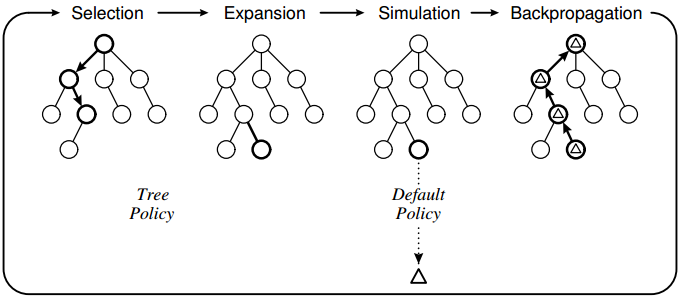 Selection
Expansion
Simulation
Backpropagation
Tree
Policy
Default
Policy